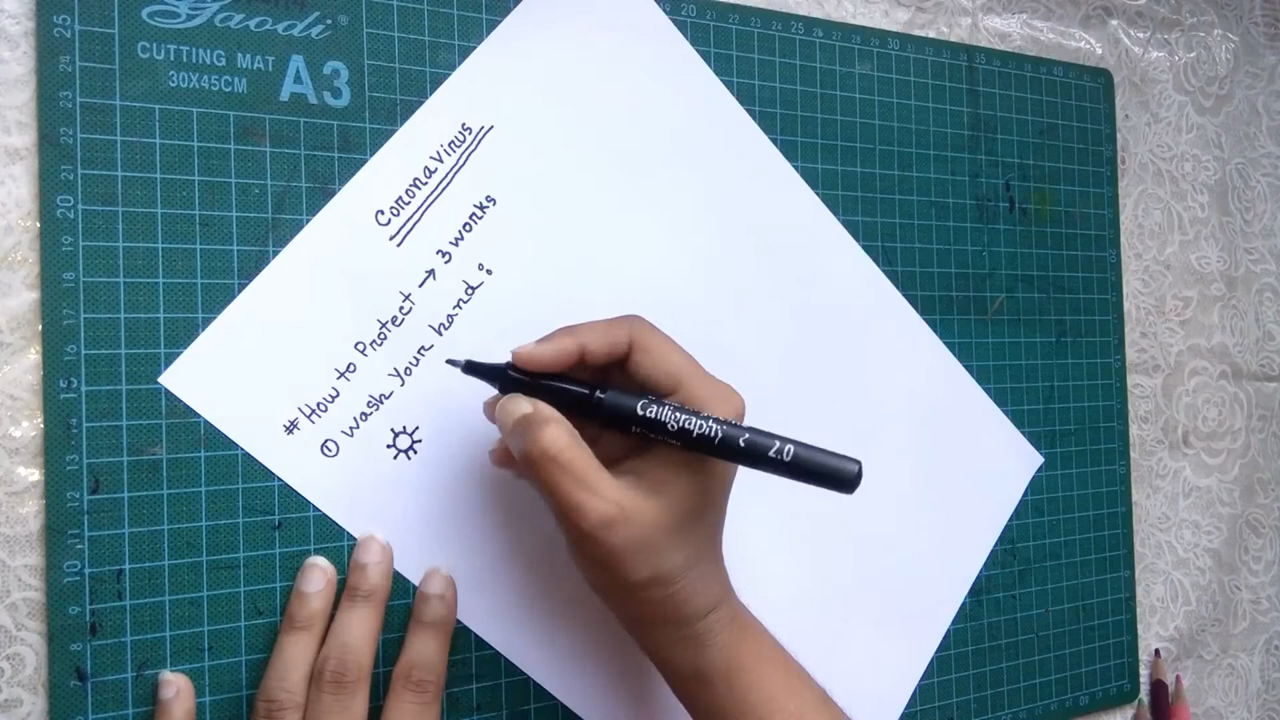 Gaodi®
CUTTING MAT
30X45CM
A3
Coronavirus
# How to Protect → 3 works
① wash your hand :
Calligraphy 2.0